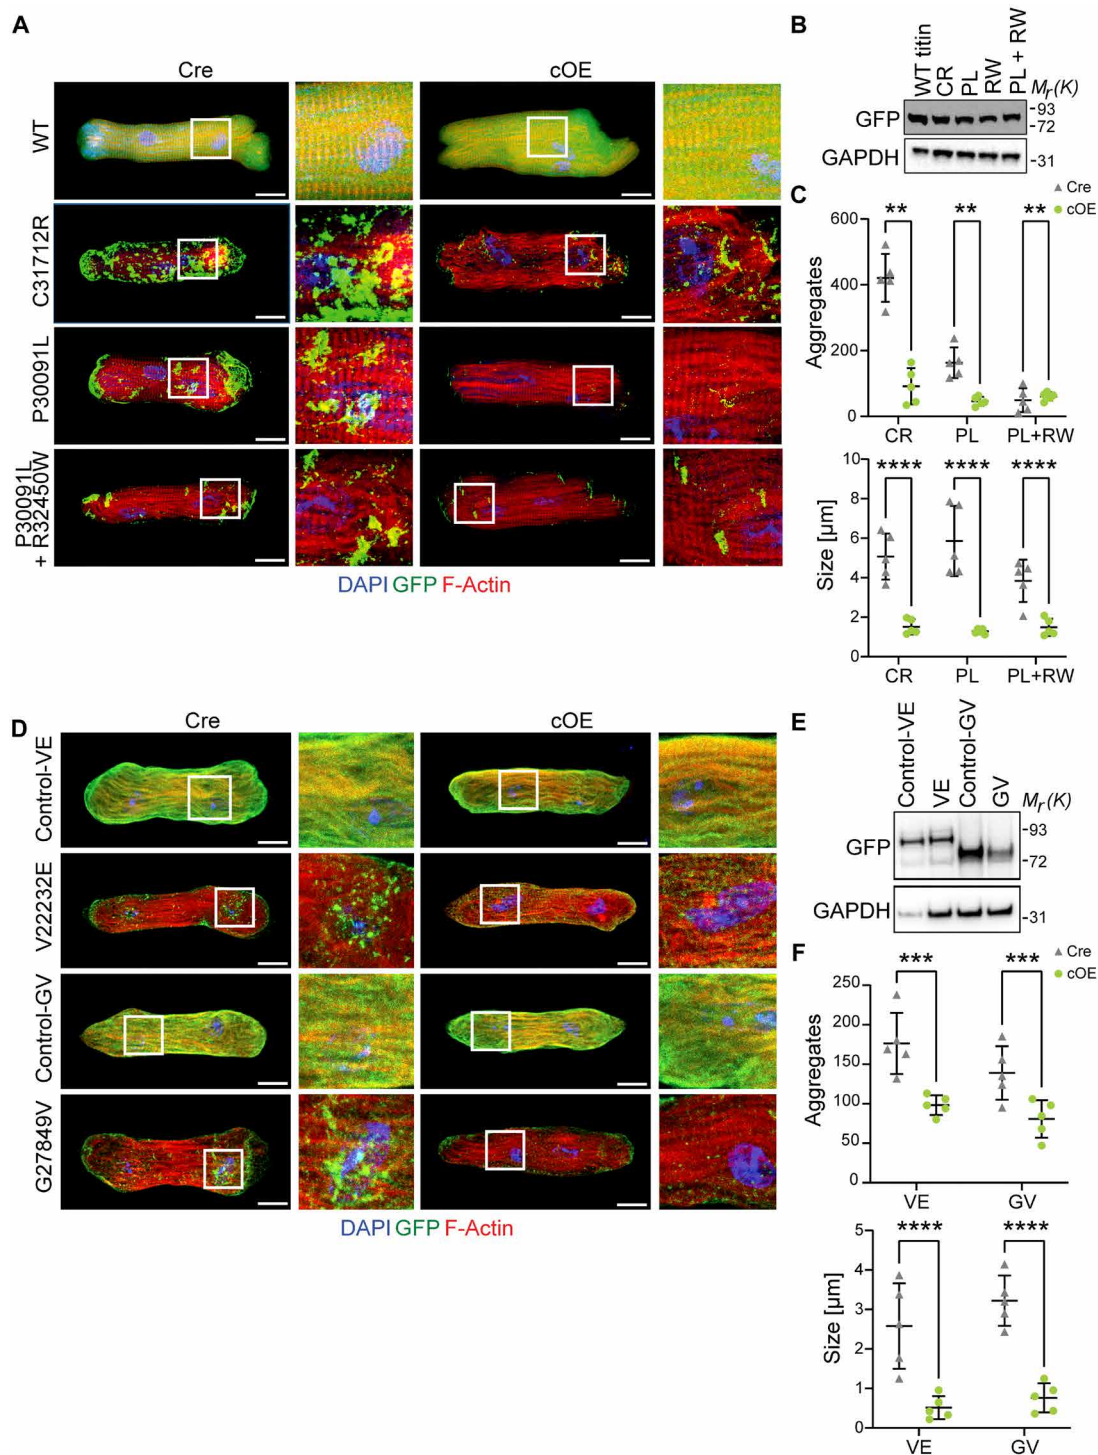 A
Cre
cOE
WT
C31712R
P30091L
P30091L
+ R32450W
DAPI GFP F-Actin
B
WT titin
CR
PL
RW
PL + RW
Mr(K)
GFP
-93
-72
GAPDH
-31
C
Cre
cOE
** ** **
600
400
200
0
Aggregates
CR PL PL+RW
**** **** ****
10
8
6
4
2
0
Size [µm]
CR PL PL+RW
D
Cre
cOE
Control-VE
V22232E
Control-GV
G27849V
DAPI GFP F-Actin
E
Control-VE
VE
Control-GV
GV
Mr(K)
GFP
-93
-72
GAPDH
-31
F
Cre
cOE
*** ***
250
200
150
100
50
0
Aggregates
VE GV
**** ****
5
4
3
2
1
0
Size [µm]
VE GV